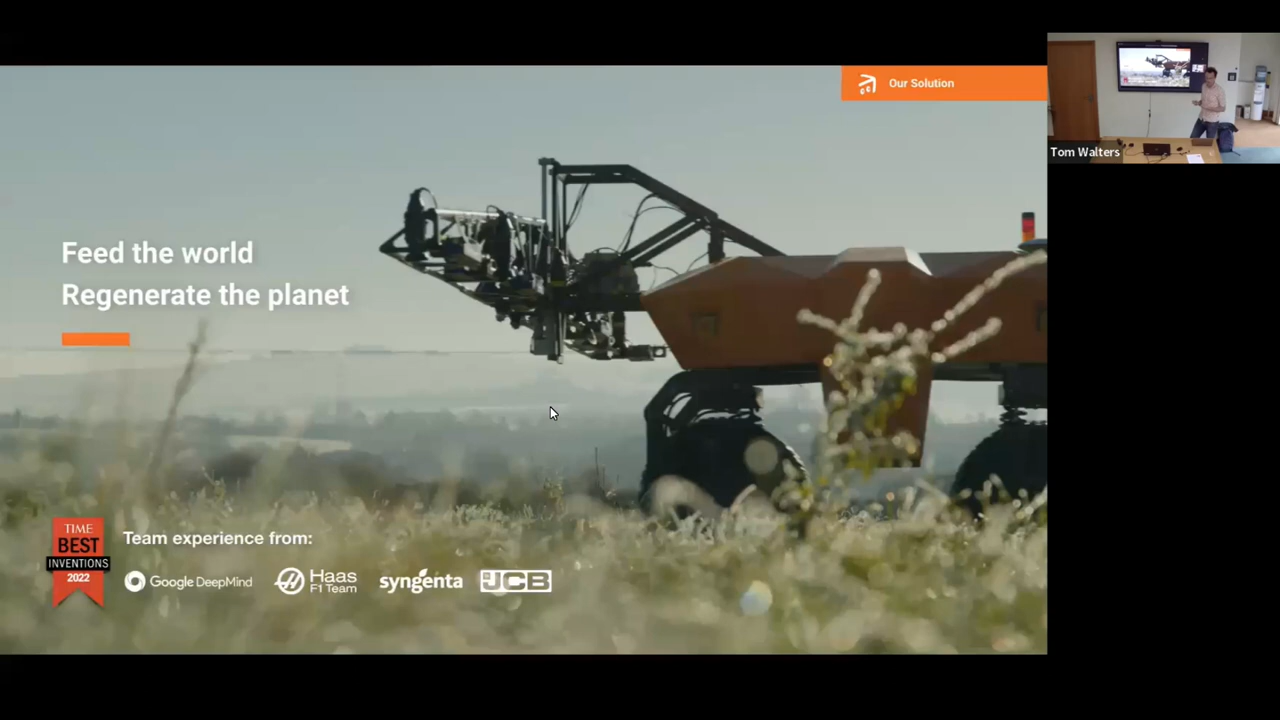 Our Solution
Tom Walters
Feed the world
Regenerate the planet
TIME
BEST
INVENTIONS
2022
Team experience from:
Google DeepMind
Haas
F1 Team
syngenta
JCB